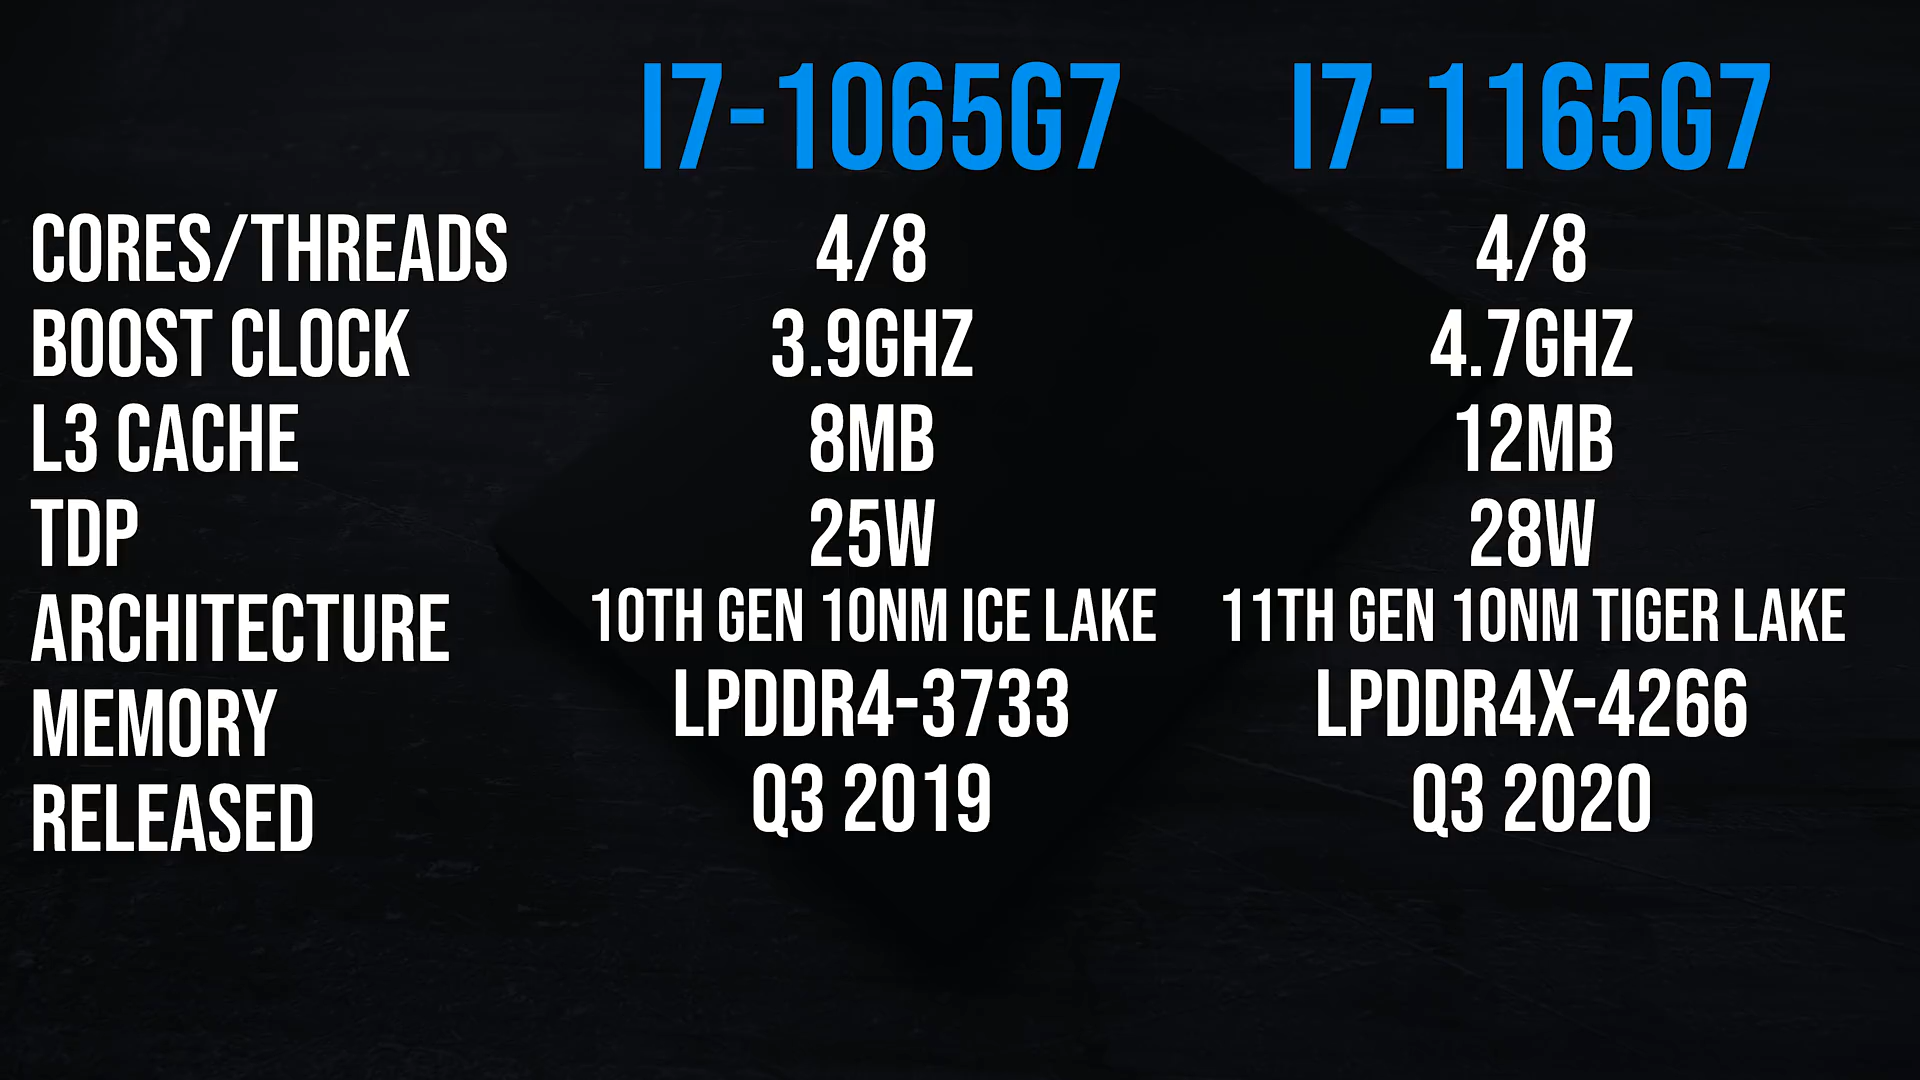 I7-1065G7 I7-1165G7
CORES/THREADS 4/8 4/8
BOOST CLOCK 3.9GHZ 4.7GHZ
L3 CACHE 8MB 12MB
TDP 25W 28W
ARCHITECTURE 10TH GEN 10NM ICE LAKE 11TH GEN 10NM TIGER LAKE
MEMORY LPDDR4-3733 LPDDR4X-4266
RELEASED Q3 2019 Q3 2020